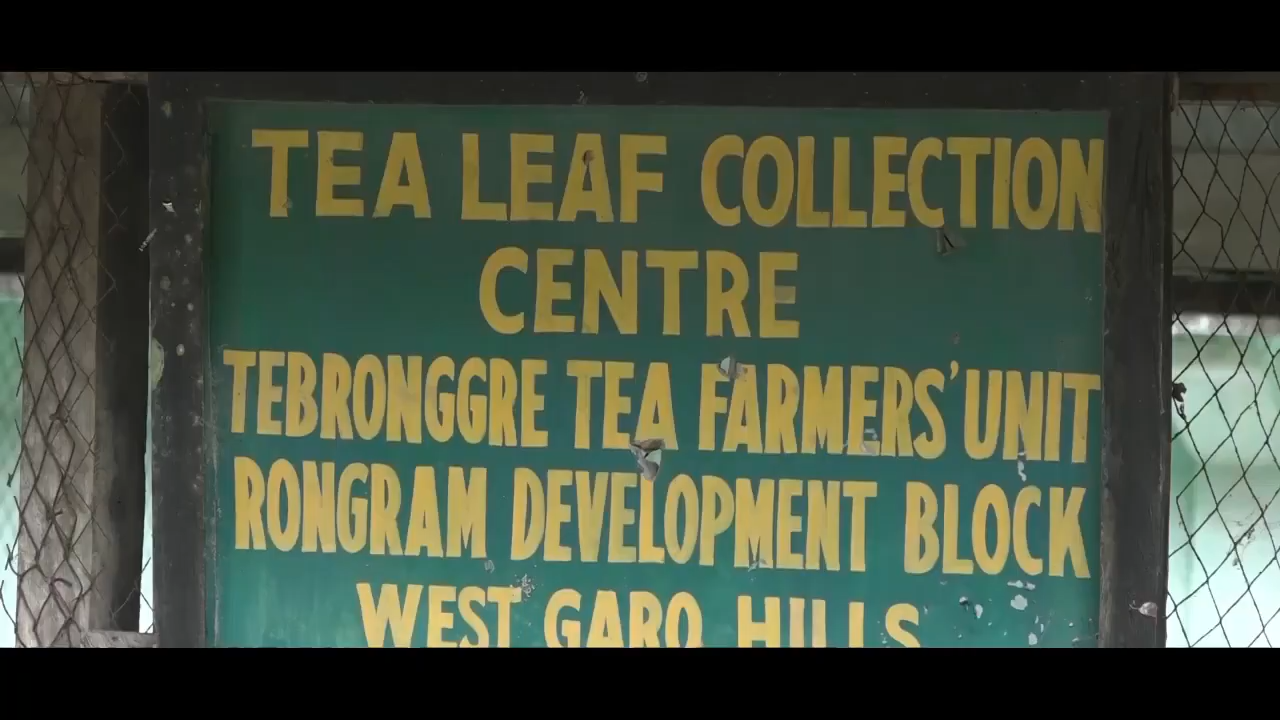 TEA LEAF COLLECTION
CENTRE
TEBRONGGRE TEA FARMERS' UNIT
RONGRAM DEVELOPMENT BLOCK
WEST GARO HILLS